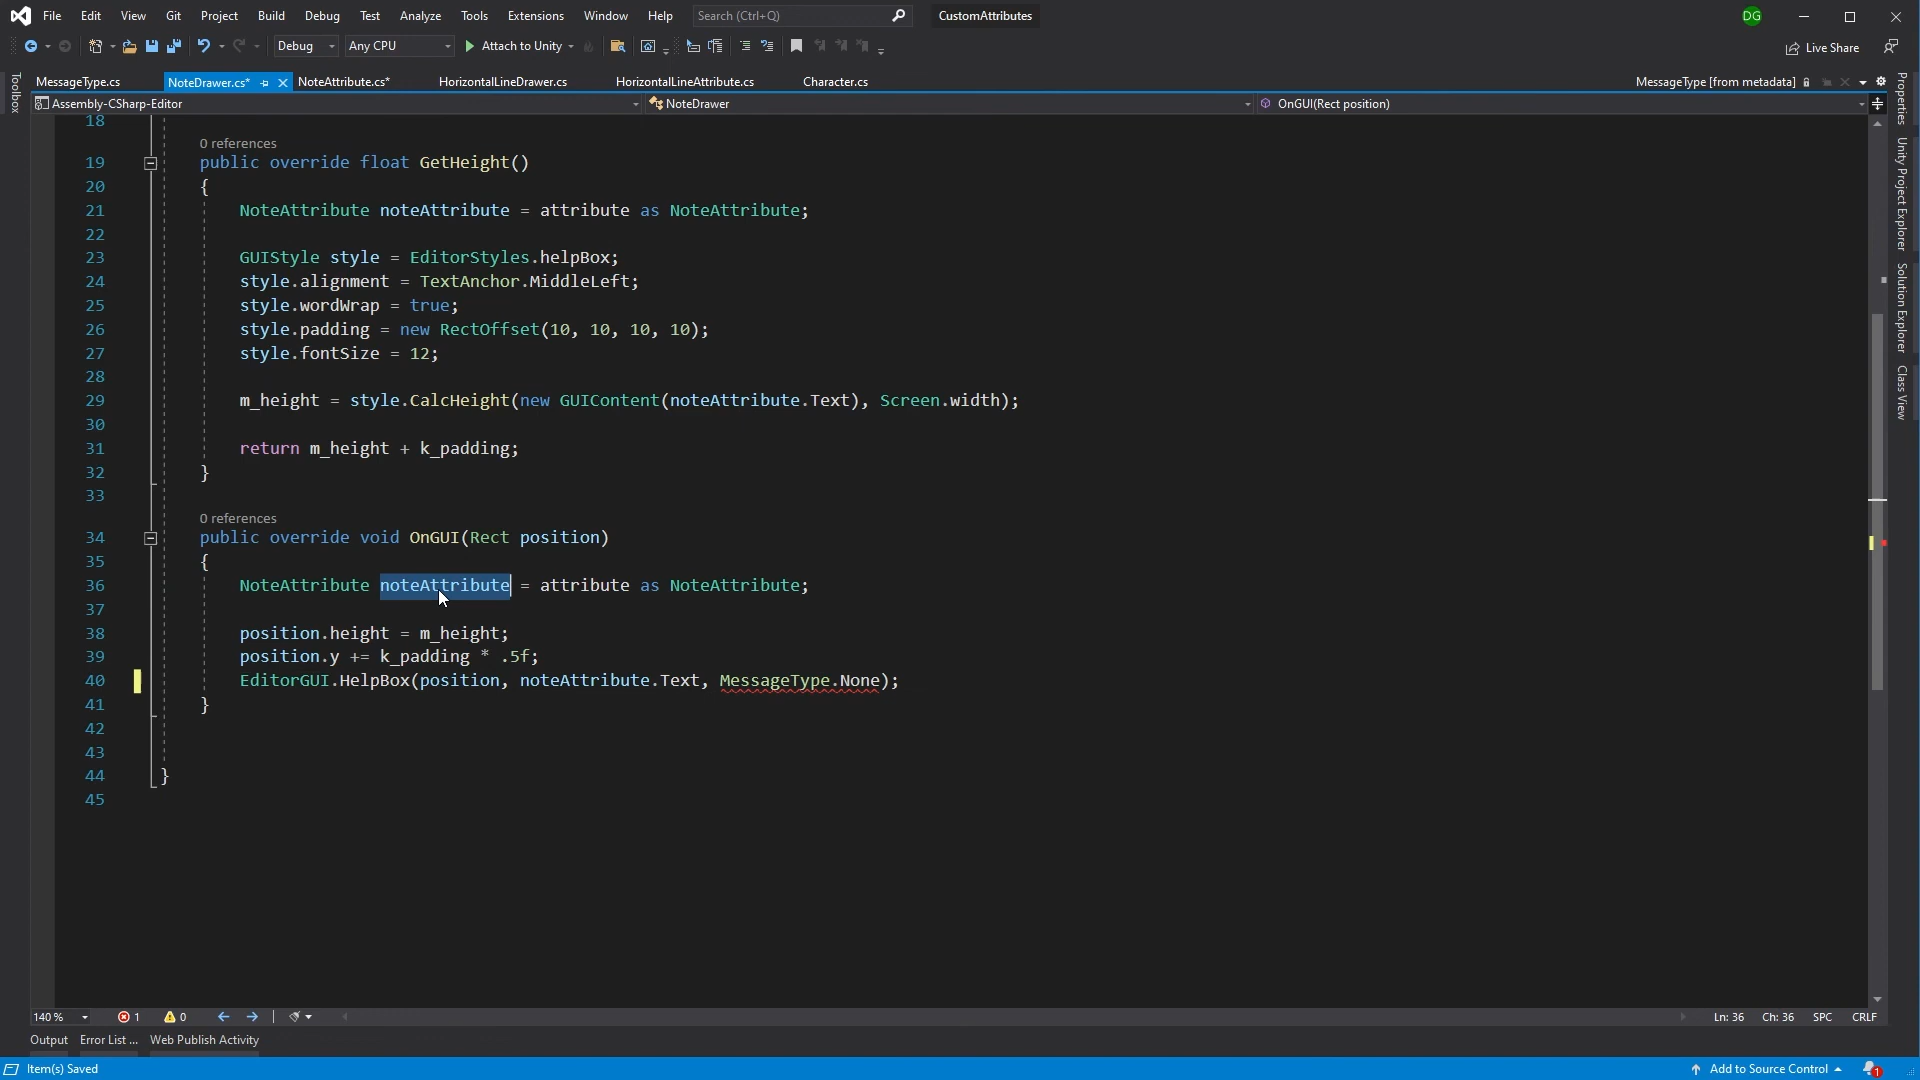 File Edit View Git Project Build Debug Test Analyze Tools Extensions Window Help Search (Ctrl+Q) CustomAttributes DG
Debug Any CPU Attach to Unity Live Share
MessageType.cs NoteDrawer.cs* NoteAttribute.cs* HorizontalLineDrawer.cs HorizontalLineAttribute.cs Character.cs MessageType [from metadata]
Assembly-CSharp-Editor NoteDrawer OnGUI(Rect position)
Toolbox
Properties
Unity Project Explorer
Solution Explorer
Class View
18
0 references
19 public override float GetHeight()
20 {
21 NoteAttribute noteAttribute = attribute as NoteAttribute;
22
23 GUIStyle style = EditorStyles.helpBox;
24 style.alignment = TextAnchor.MiddleLeft;
25 style.wordWrap = true;
26 style.padding = new RectOffset(10, 10, 10, 10);
27 style.fontSize = 12;
28
29 m_height = style.CalcHeight(new GUIContent(noteAttribute.Text), Screen.width);
30
31 return m_height + k_padding;
32 }
33
0 references
34 public override void OnGUI(Rect position)
35 {
36 NoteAttribute noteAttribute = attribute as NoteAttribute;
37
38 position.height = m_height;
39 position.y += k_padding * .5f;
40 EditorGUI.HelpBox(position, noteAttribute.Text, MessageType.None);
41 }
42
43
44 }
45
140 % 1 0 Ln: 36 Ch: 36 SPC CRLF
Output Error List ... Web Publish Activity
Item(s) Saved Add to Source Control 1